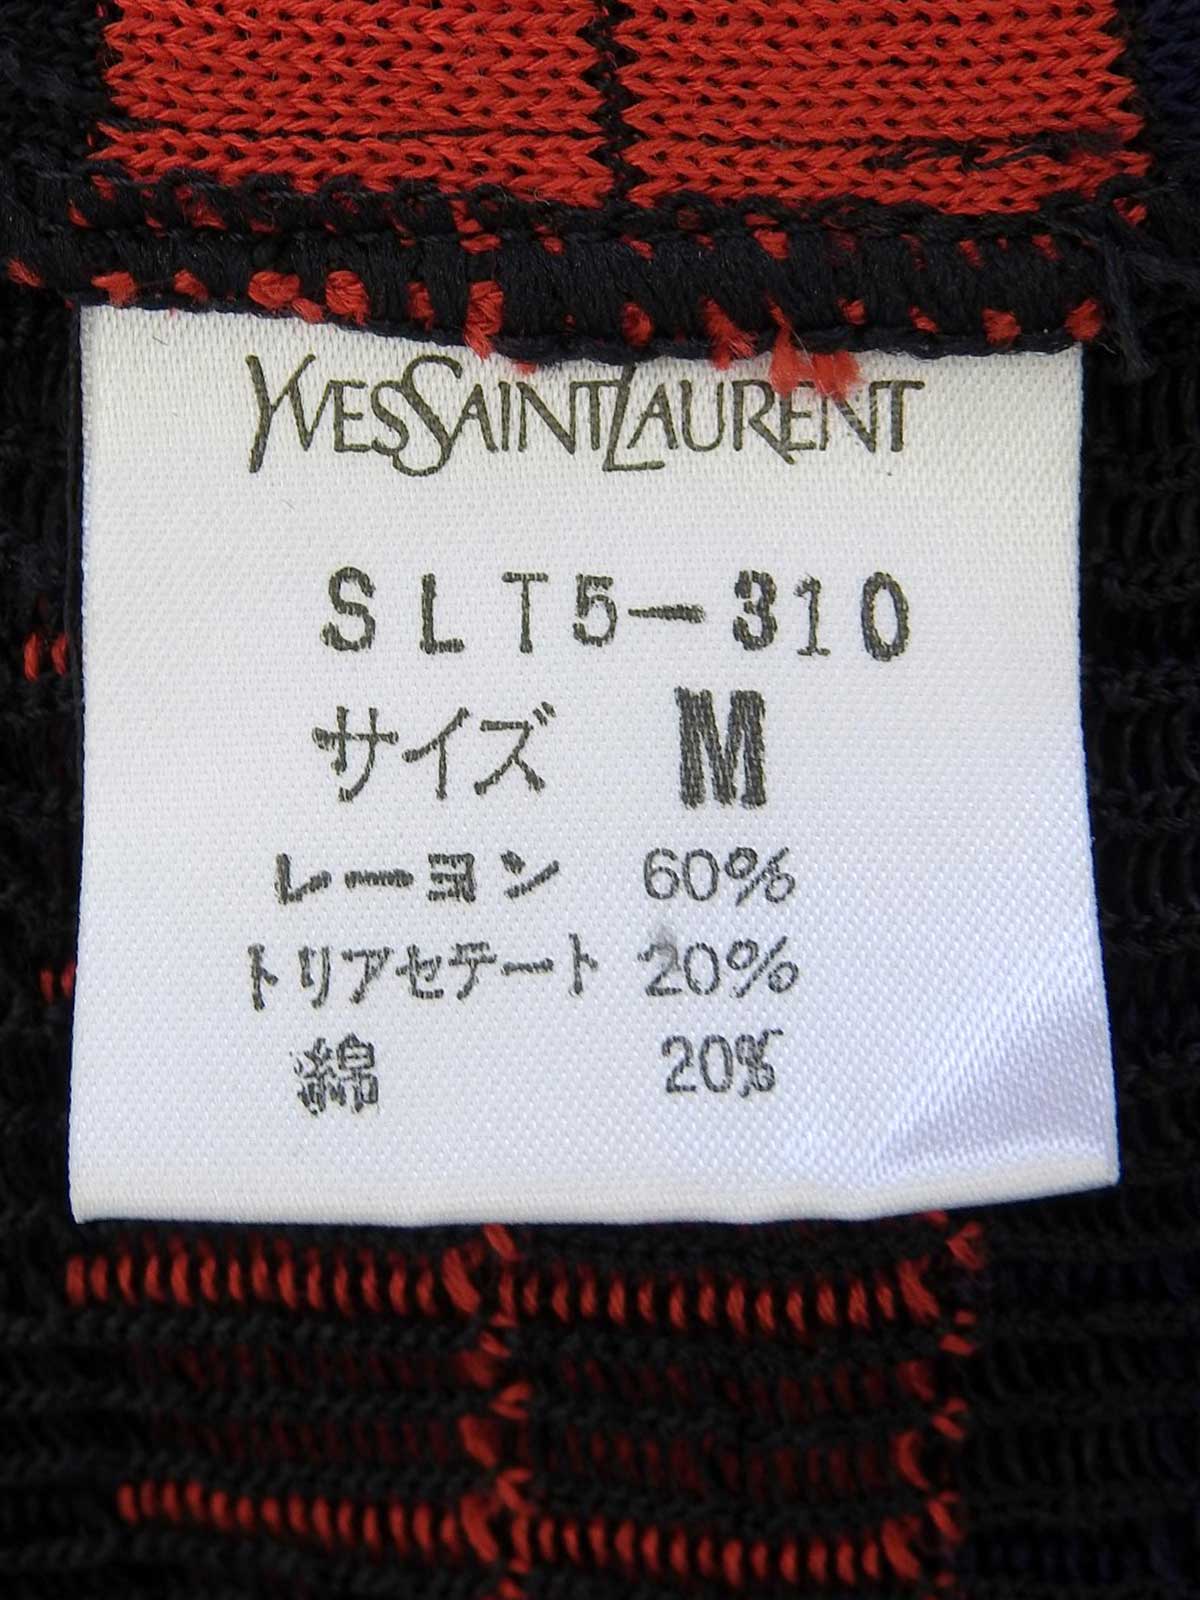 YVESSAINTLAURENT
SLT5-310
サイズ M
レーヨン 60%
トリアセテート 20%
綿 20%